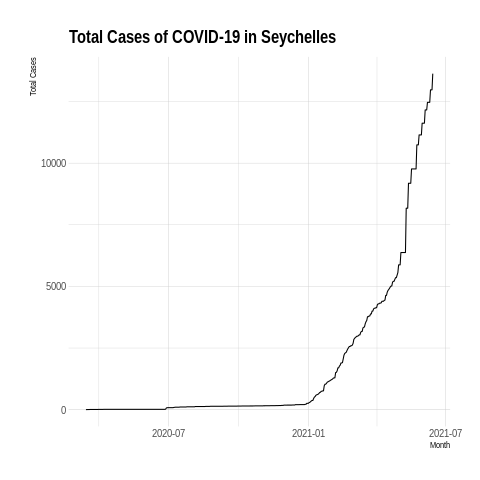 Total Cases of COVID-19 in Seychelles
Total Cases
10000
5000
0
2020-07
2021-01
2021-07
Month